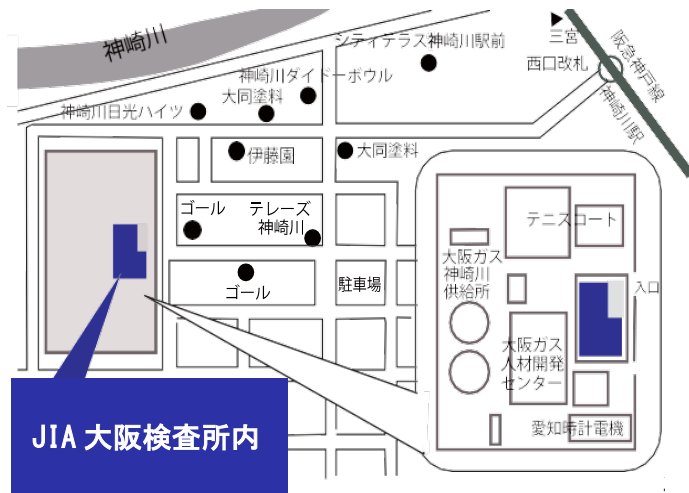 神崎川
シティテラス神崎川駅前
三宮
西口改札
阪急神戸線
神崎川駅
神崎川ダイドーボウル
大同塗料
神崎川日光ハイツ
伊藤園
大同塗料
ゴール
テレーズ
神崎川
ゴール
駐車場
テニスコート
大阪ガス
神崎川
供給所
入口
大阪ガス
人材開発
センター
愛知時計電機
JIA 大阪検査所内